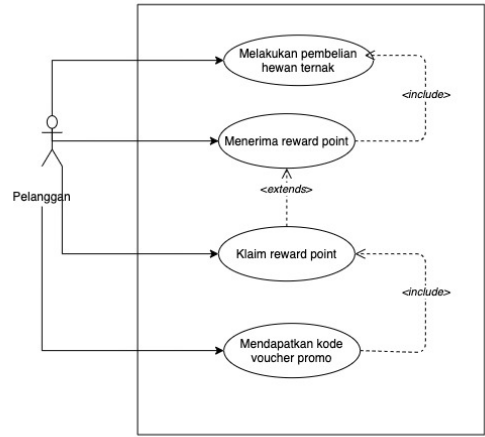 Melakukan pembelian
hewan ternak
<include>
Menerima reward point
<extends>
Pelanggan
Klaim reward point
<include>
Mendapatkan kode
voucher promo